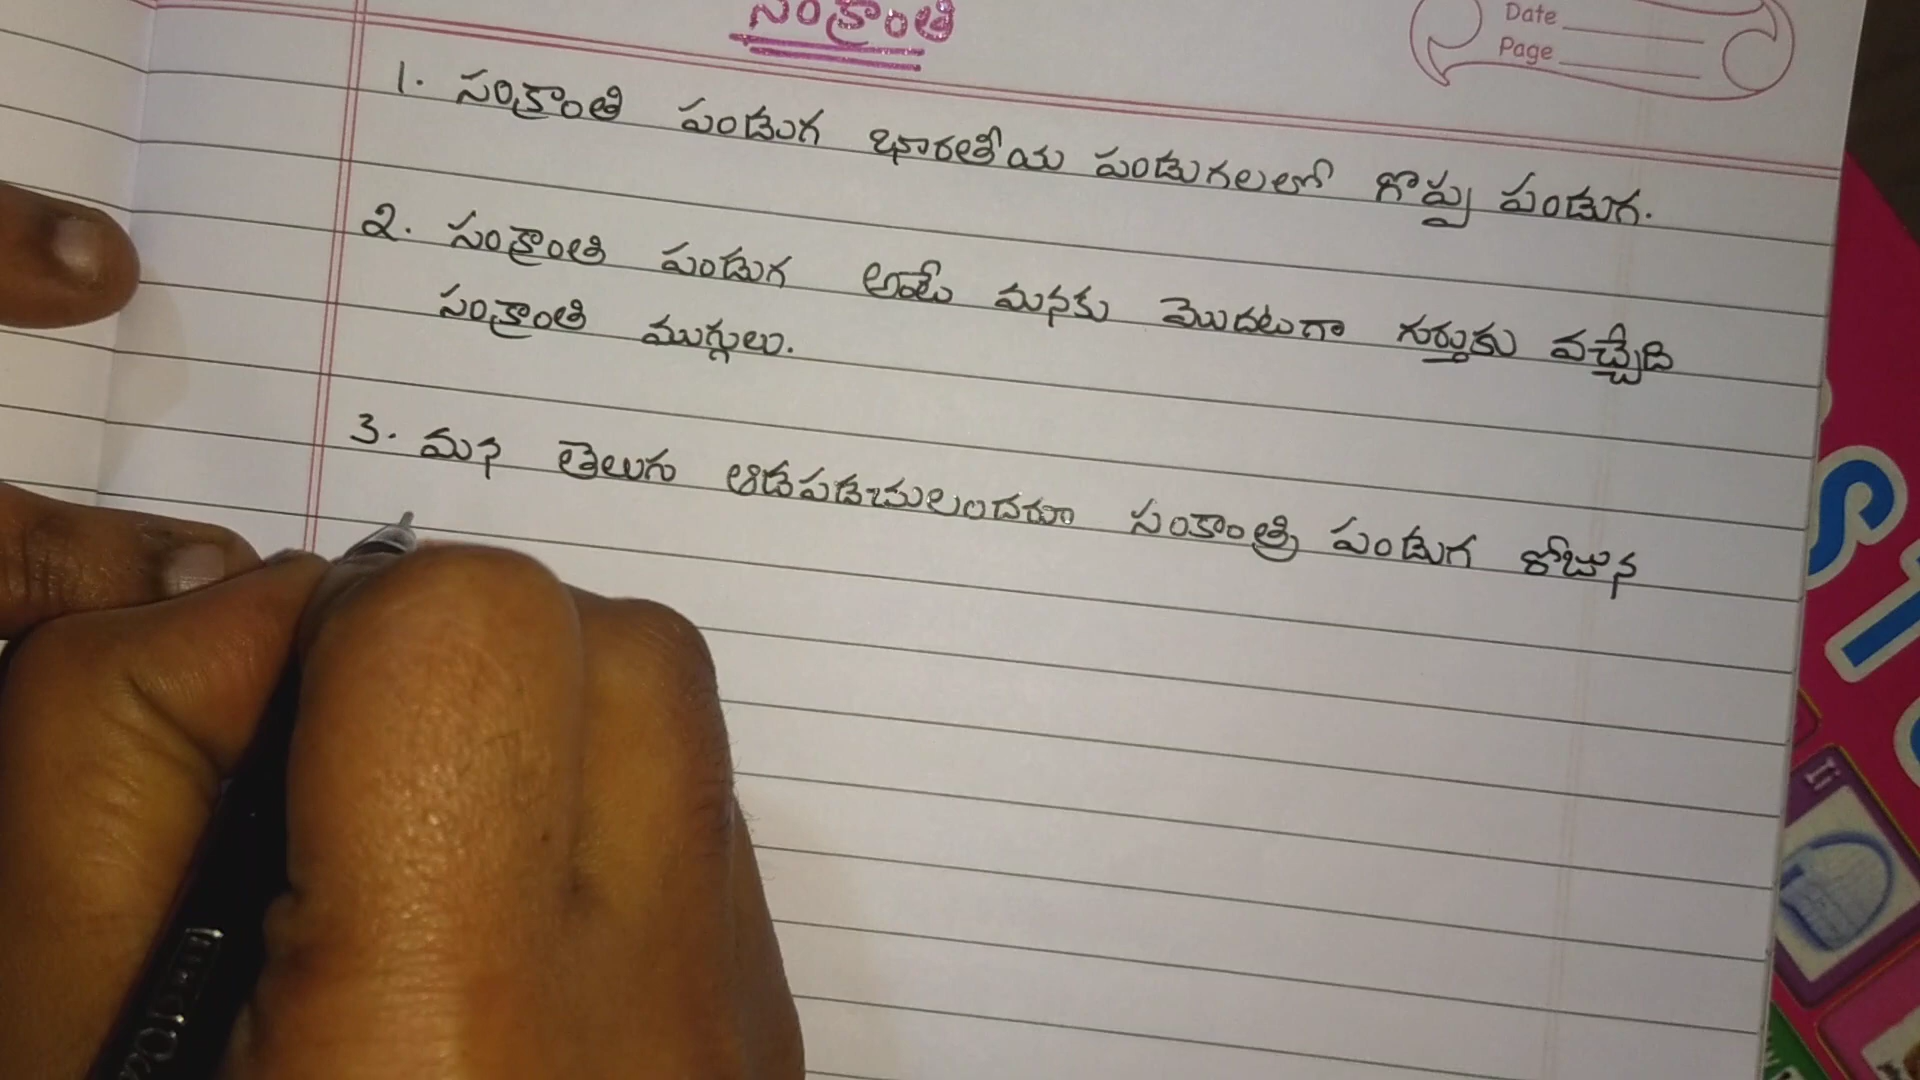 సంక్రాంతి
Date
Page
1. సంక్రాంతి పండుగ భారతీయ పండుగలలో గొప్ప పండుగ.
2. సంక్రాంతి పండుగ అంటే మనకు మొదటగా గుర్తుకు వచ్చేది
సంక్రాంతి ముగ్గులు.
3. మన తెలుగు ఆడపడుచులందరూ సంకాంత్రి పండుగ రోజున